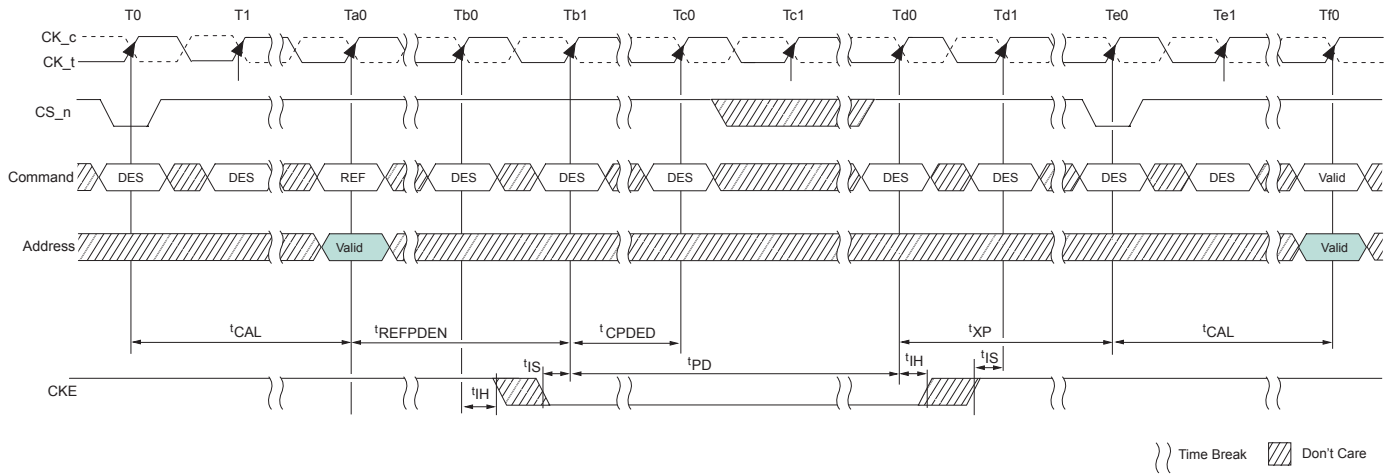 T0 T1 Ta0 Tb0 Tb1 Tc0 Tc1 Td0 Td1 Te0 Te1 Tf0
CK_c
CK_t
CS_n
Command DES DES REF DES DES DES DES DES DES DES Valid
Address Valid Valid
tCAL tREFPDEN tCPDED tXP tCAL
tIS tPD tIH tIS
CKE tIH
Time Break Don't Care